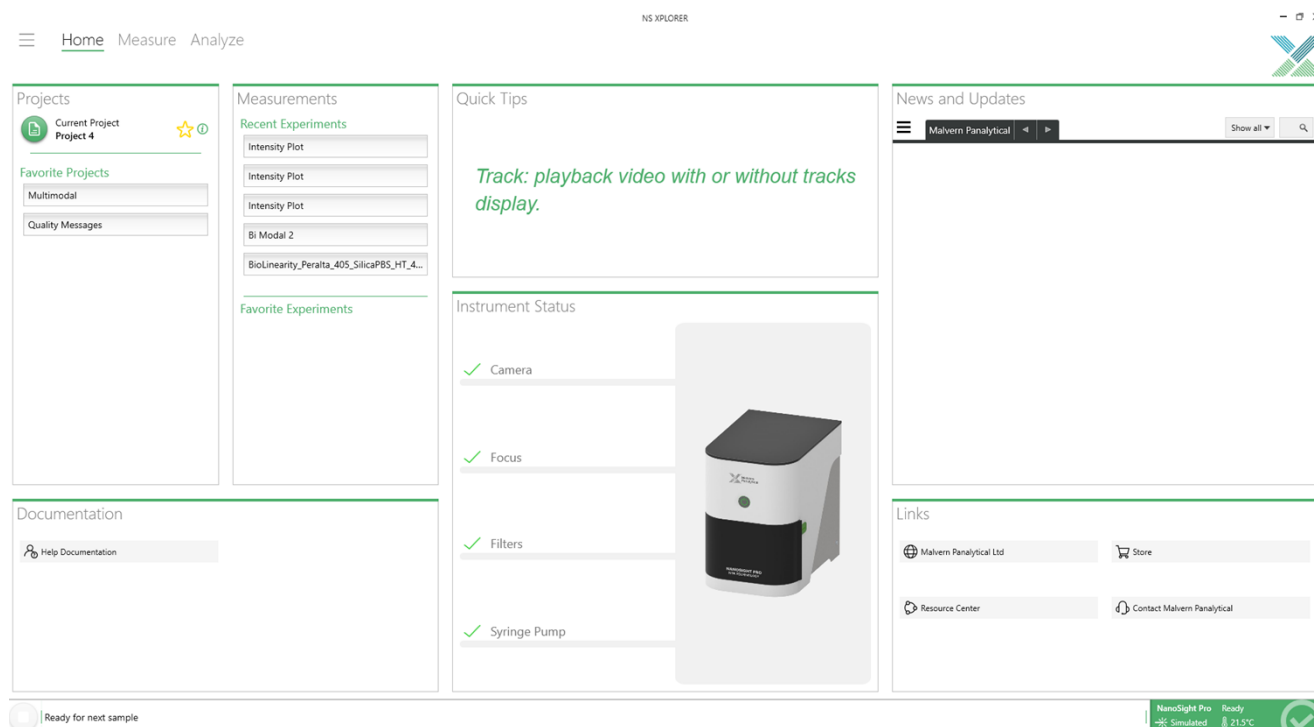 NS XPLORER
Home Measure Analyze
Projects
Current Project
Project 4
Favorite Projects
Multimodal
Quality Messages
Measurements
Recent Experiments
Intensity Plot
Intensity Plot
Intensity Plot
Bi Modal 2
BioLinearity_Peralta_405_SilicaPBS_HT_4...
Favorite Experiments
Quick Tips
Track: playback video with or without tracks
display.
Instrument Status
Camera
Focus
Filters
Syringe Pump
NANOSIGHT PRO
News and Updates
Malvern Panalytical
Show all
Documentation
Help Documentation
Links
Malvern Panalytical Ltd
Store
Resource Center
Contact Malvern Panalytical
Ready for next sample
NanoSight Pro Ready
Simulated 21.5°C